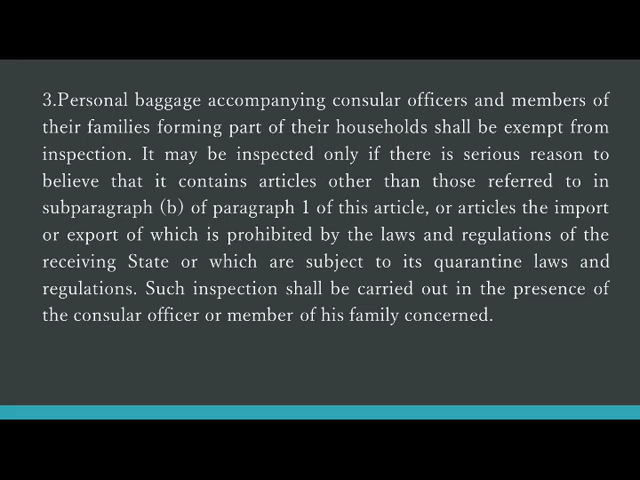 3.Personal baggage accompanying consular officers and members of
their families forming part of their households shall be exempt from
inspection. It may be inspected only if there is serious reason to
believe that it contains articles other than those referred to in
subparagraph (b) of paragraph 1 of this article, or articles the import
or export of which is prohibited by the laws and regulations of the
receiving State or which are subject to its quarantine laws and
regulations. Such inspection shall be carried out in the presence of
the consular officer or member of his family concerned.